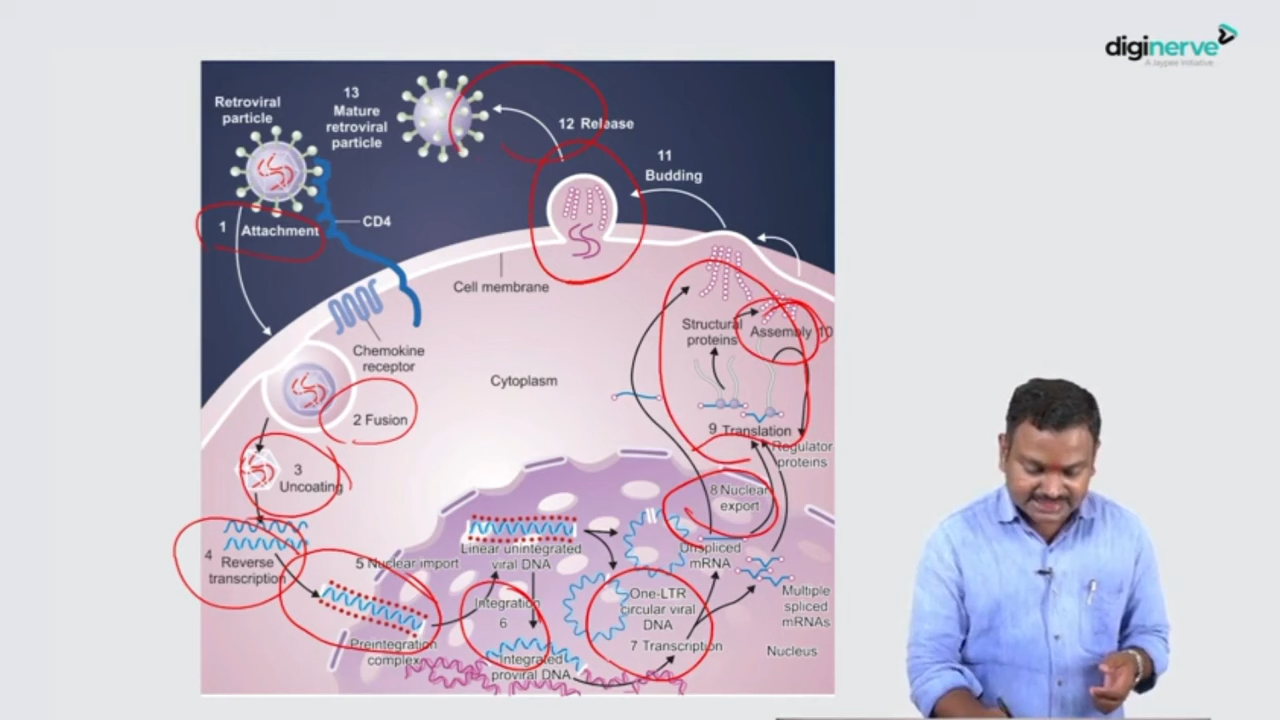 diginerve
A Jaypee Initiative
Retroviral
particle
13
Mature
retroviral
particle
12 Release
11
Budding
1 Attachment
CD4
Cell membrane
Chemokine
receptor
Structural
proteins
Assembly 10
Cytoplasm
2 Fusion
9 Translation
Regulator
proteins
3
Uncoating
8 Nuclear
export
4
Reverse
transcription
5 Nuclear import
Linear unintegrated
viral DNA
Unspliced
mRNA
Integration
6
One-LTR
circular viral
DNA
Multiple
spliced
mRNAs
Preintegration
complex
7 Transcription
Nucleus
Integrated
proviral DNA